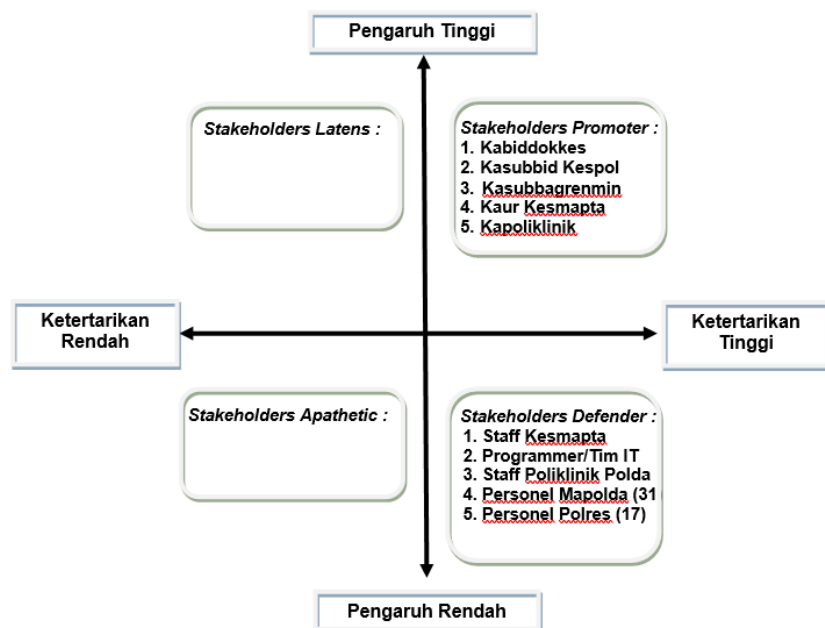 Pengaruh Tinggi
Stakeholders Latens :
Stakeholders Promoter :
1. Kabiddokkes
2. Kasubbid Kespol
3. Kasubbagrenmin
4. Kaur Kesmapta
5. Kapoliklinik
Ketertarikan
Rendah
Ketertarikan
Tinggi
Stakeholders Apathetic :
Stakeholders Defender :
1. Staff Kesmapta
2. Programmer/Tim IT
3. Staff Poliklinik Polda
4. Personel Mapolda (31
5. Personel Polres (17)
Pengaruh Rendah